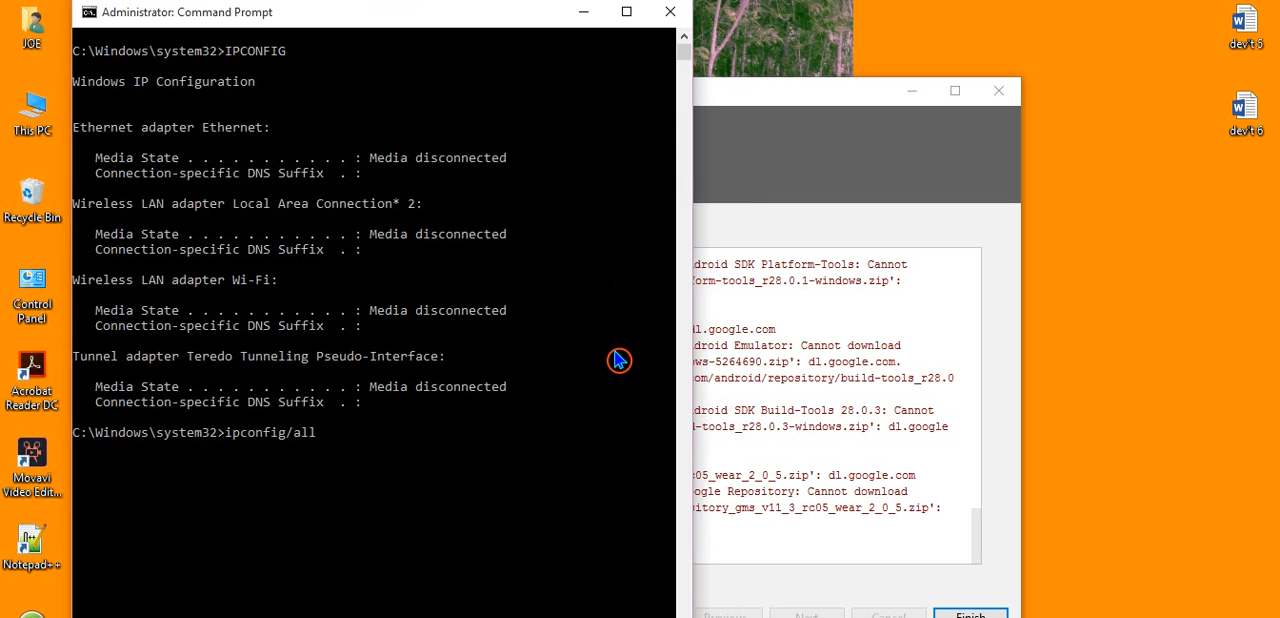 JOE
This PC
Recycle Bin
Control
Panel
Acrobat
Reader DC
Movavi
Video Edit...
Notepad++
Administrator: Command Prompt
C:\Windows\system32>IPCONFIG
Windows IP Configuration
Ethernet adapter Ethernet:
Media State . . . . . . . . . . . : Media disconnected
Connection-specific DNS Suffix  . :
Wireless LAN adapter Local Area Connection* 2:
Media State . . . . . . . . . . . : Media disconnected
Connection-specific DNS Suffix  . :
Wireless LAN adapter Wi-Fi:
Media State . . . . . . . . . . . : Media disconnected
Connection-specific DNS Suffix  . :
Tunnel adapter Teredo Tunneling Pseudo-Interface:
Media State . . . . . . . . . . . : Media disconnected
Connection-specific DNS Suffix  . :
C:\Windows\system32>ipconfig/all
droid SDK Platform-Tools: Cannot
form-tools_r28.0.1-windows.zip':
dl.google.com
droid Emulator: Cannot download
ws-5264690.zip': dl.google.com.
com/android/repository/build-tools_r28.0
droid SDK Build-Tools 28.0.3: Cannot
ld-tools_r28.0.3-windows.zip': dl.google
c05_wear_2_0_5.zip': dl.google.com
ogle Repository: Cannot download
itory_gms_v11_3_rc05_wear_2_0_5.zip':
Previous
Next
Cancel
Finish
dev't 5
dev't 6